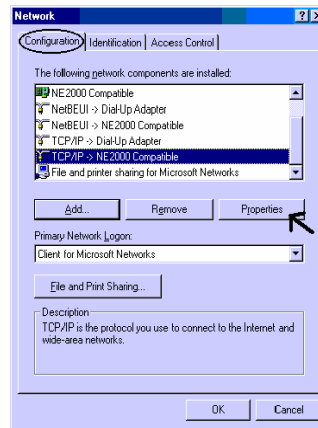 Network
? X
Configuration Identification Access Control
The following network components are installed:
NE2000 Compatible
NetBEUI -> Dial-Up Adapter
NetBEUI -> NE2000 Compatible
TCP/IP -> Dial-Up Adapter
TCP/IP -> NE2000 Compatible
File and printer sharing for Microsoft Networks
Add... Remove Properties
Primary Network Logon:
Client for Microsoft Networks
File and Print Sharing...
Description
TCP/IP is the protocol you use to connect to the Internet and
wide-area networks.
OK Cancel